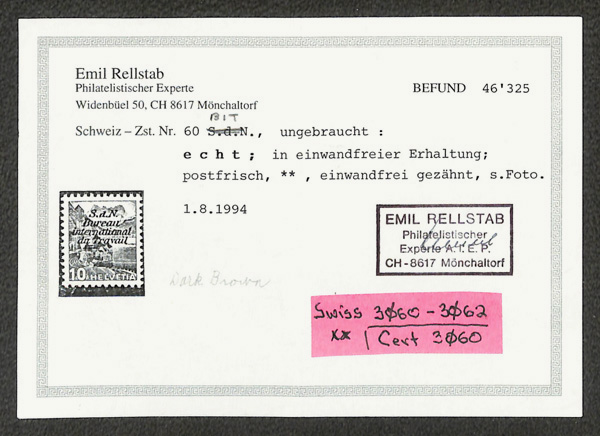 Emil Rellstab
Philatelistischer Experte
Widenbüel 50, CH 8617 Mönchaltorf
BEFUND 46'325
BIT
Schweiz – Zst. Nr. 60 S.d.N., ungebraucht :
echt; in einwandfreier Erhaltung;
postfrisch, ** , einwandfrei gezähnt, s.Foto.
1.8.1994
S.d.N.
Bureau
international
du Travail
10 HELVETIA
EMIL RELLSTAB
Philatelistischer
Experte A.I.E.P.
CH-8617 Mönchaltorf
Dark Brown
Swiss 3Ø60 - 3Ø62
xx | Cert 3Ø60